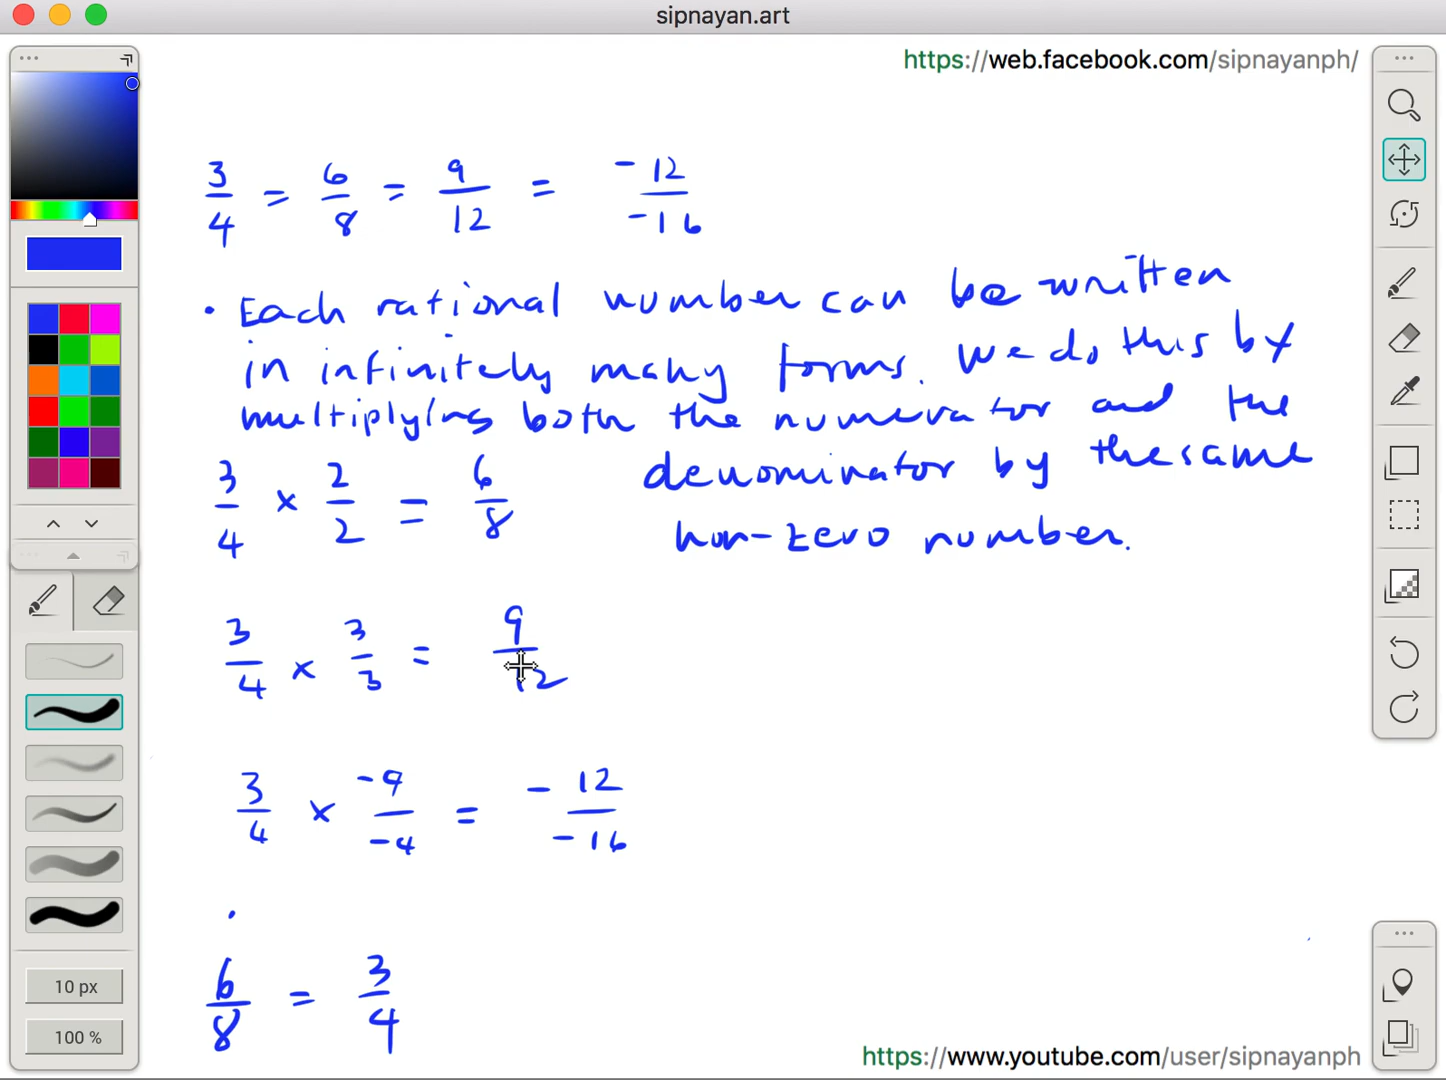 sipnayan.art
https://web.facebook.com/sipnayanph/
3/4 = 6/8 = 9/12 = -12/-16
• Each rational number can be written
in infinitely many forms. We do this by
multiplying both the numerator and the
denominator by the same
non-zero number.
3/4 × 2/2 = 6/8
3/4 × 3/3 = 9/12
3/4 × -4/-4 = -12/-16
6/8 = 3/4
10 px
100 %
https://www.youtube.com/user/sipnayanph